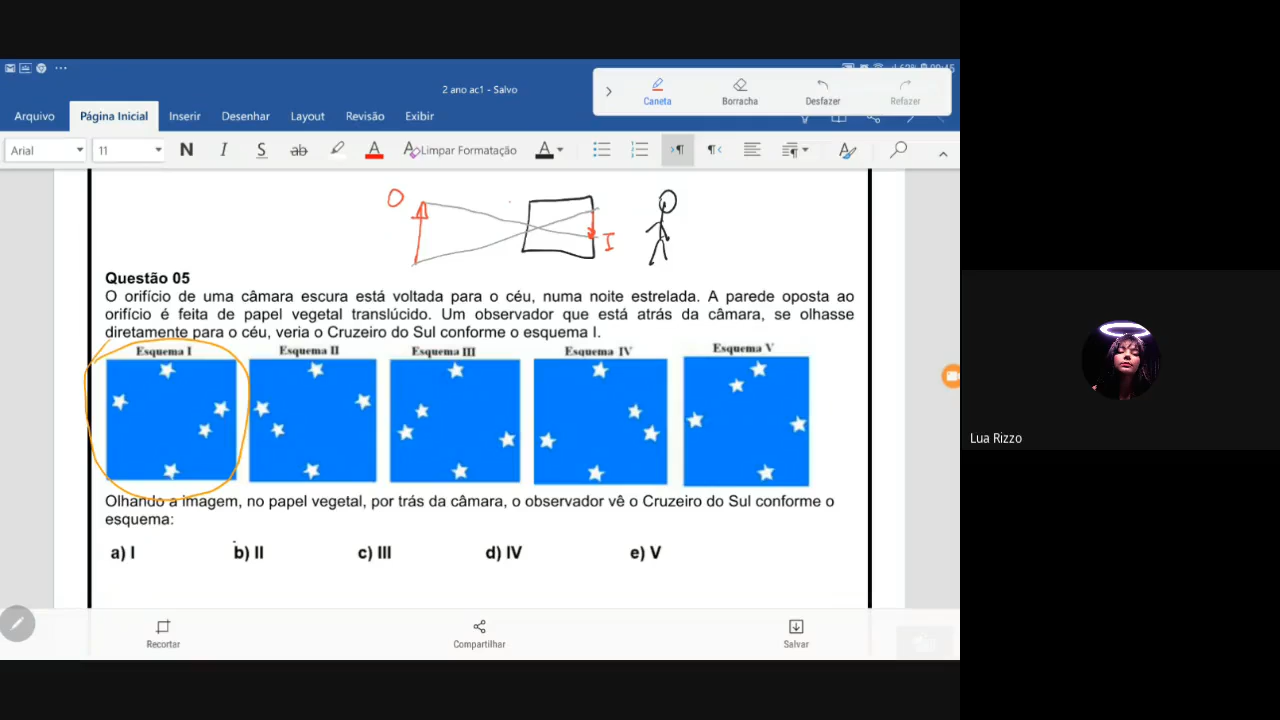 2 ano ac1 - Salvo
Caneta Borracha Desfazer Refazer
Arquivo Página Inicial Inserir Desenhar Layout Revisão Exibir
Arial 11 N I S ab A Limpar Formatação A
O
I
Questão 05
O orifício de uma câmara escura está voltada para o céu, numa noite estrelada. A parede oposta ao
orifício é feita de papel vegetal translúcido. Um observador que está atrás da câmara, se olhasse
diretamente para o céu, veria o Cruzeiro do Sul conforme o esquema I.
Esquema I Esquema II Esquema III Esquema IV Esquema V
Olhando a imagem, no papel vegetal, por trás da câmara, o observador vê o Cruzeiro do Sul conforme o
esquema:
a) I b) II c) III d) IV e) V
Recortar Compartilhar Salvar
Lua Rizzo